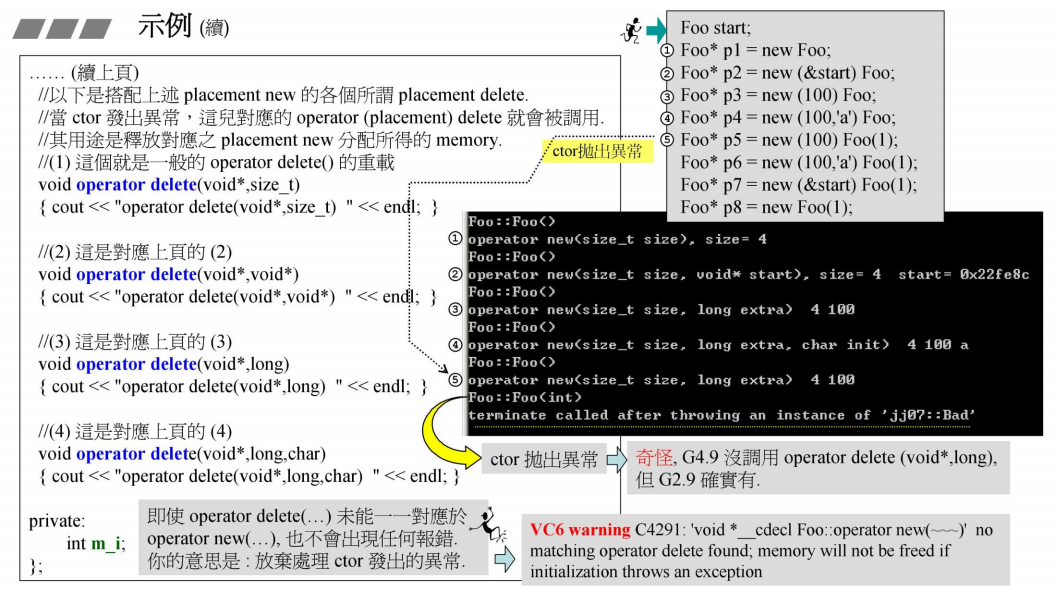 示例 (續)
…… (續上頁)
//以下是搭配上述 placement new 的各個所謂 placement delete.
//當 ctor 發出異常，這兒對應的 operator (placement) delete 就會被調用.
//其用途是釋放對應之 placement new 分配所得的 memory.
//(1) 這個就是一般的 operator delete() 的重載
void operator delete(void*,size_t)
{ cout << "operator delete(void*,size_t)  " << endl;  }
//(2) 這是對應上頁的 (2)
void operator delete(void*,void*)
{ cout << "operator delete(void*,void*)  " << endl;  }
//(3) 這是對應上頁的 (3)
void operator delete(void*,long)
{ cout << "operator delete(void*,long)  " << endl;  }
//(4) 這是對應上頁的 (4)
void operator delete(void*,long,char)
{ cout << "operator delete(void*,long,char)  " << endl; }
private:
int m_i;
};
Foo start;
① Foo* p1 = new Foo;
② Foo* p2 = new (&start) Foo;
③ Foo* p3 = new (100) Foo;
④ Foo* p4 = new (100,'a') Foo;
⑤ Foo* p5 = new (100) Foo(1);
Foo* p6 = new (100,'a') Foo(1);
Foo* p7 = new (&start) Foo(1);
Foo* p8 = new Foo(1);
ctor拋出異常
Foo::Foo()
① operator new(size_t size), size= 4
Foo::Foo()
② operator new(size_t size, void* start), size= 4  start= 0x22fe8c
Foo::Foo()
③ operator new(size_t size, long extra)  4 100
Foo::Foo()
④ operator new(size_t size, long extra, char init)  4 100 a
Foo::Foo()
⑤ operator new(size_t size, long extra)  4 100
Foo::Foo(int)
terminate called after throwing an instance of 'jj07::Bad'
ctor 拋出異常
奇怪, G4.9 沒調用 operator delete (void*,long),
但 G2.9 確實有.
即使 operator delete(…) 未能一一對應於
operator new(…), 也不會出現任何報錯.
你的意思是 : 放棄處理 ctor 發出的異常.
VC6 warning C4291: 'void *__cdecl Foo::operator new(~~~)'  no
matching operator delete found; memory will not be freed if
initialization throws an exception